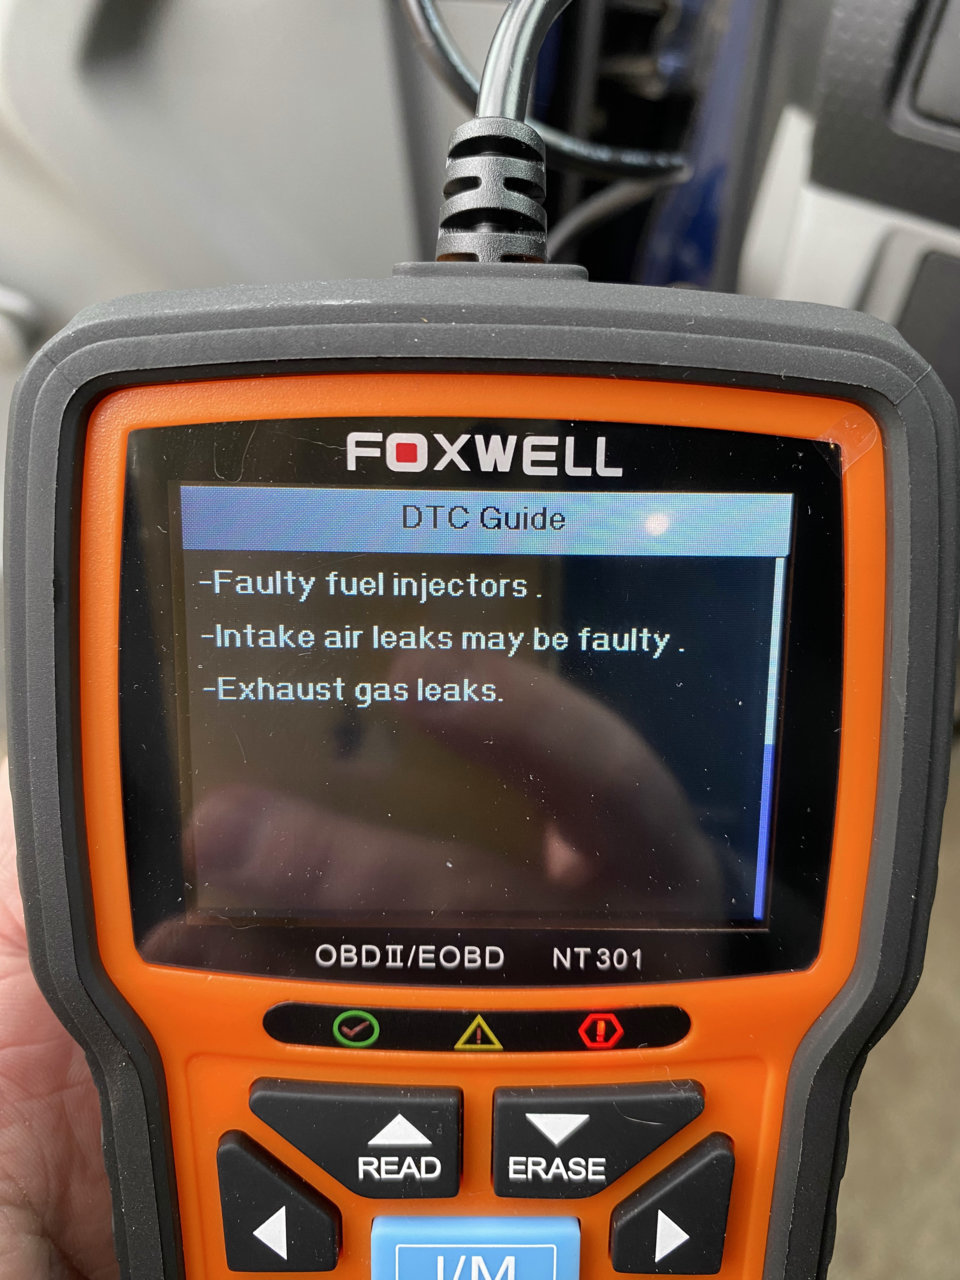 FOXWELL
DTC Guide
-Faulty fuel injectors .
-Intake air leaks may be faulty .
-Exhaust gas leaks.
OBDII/EOBD NT301
READ ERASE
I/M